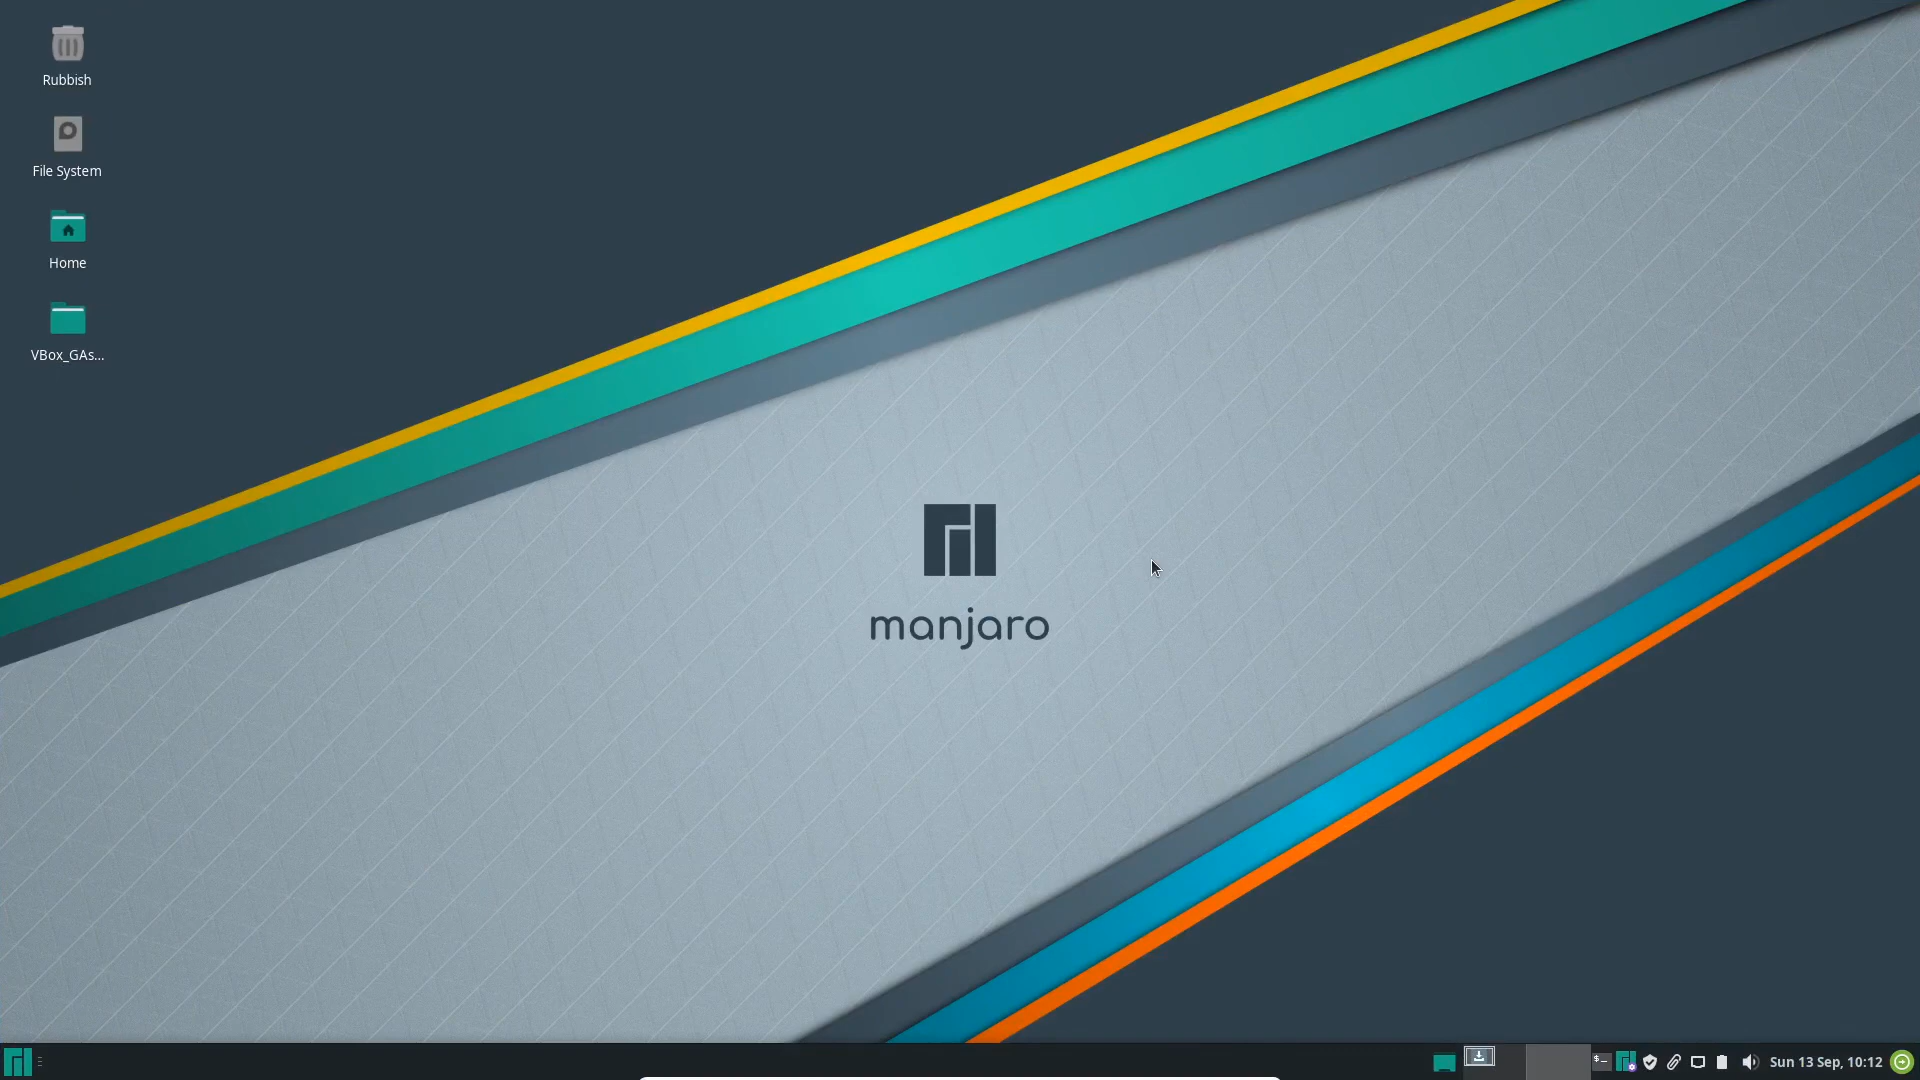 Rubbish
File System
Home
VBox_GAs...
manjaro
$-
Sun 13 Sep, 10:12